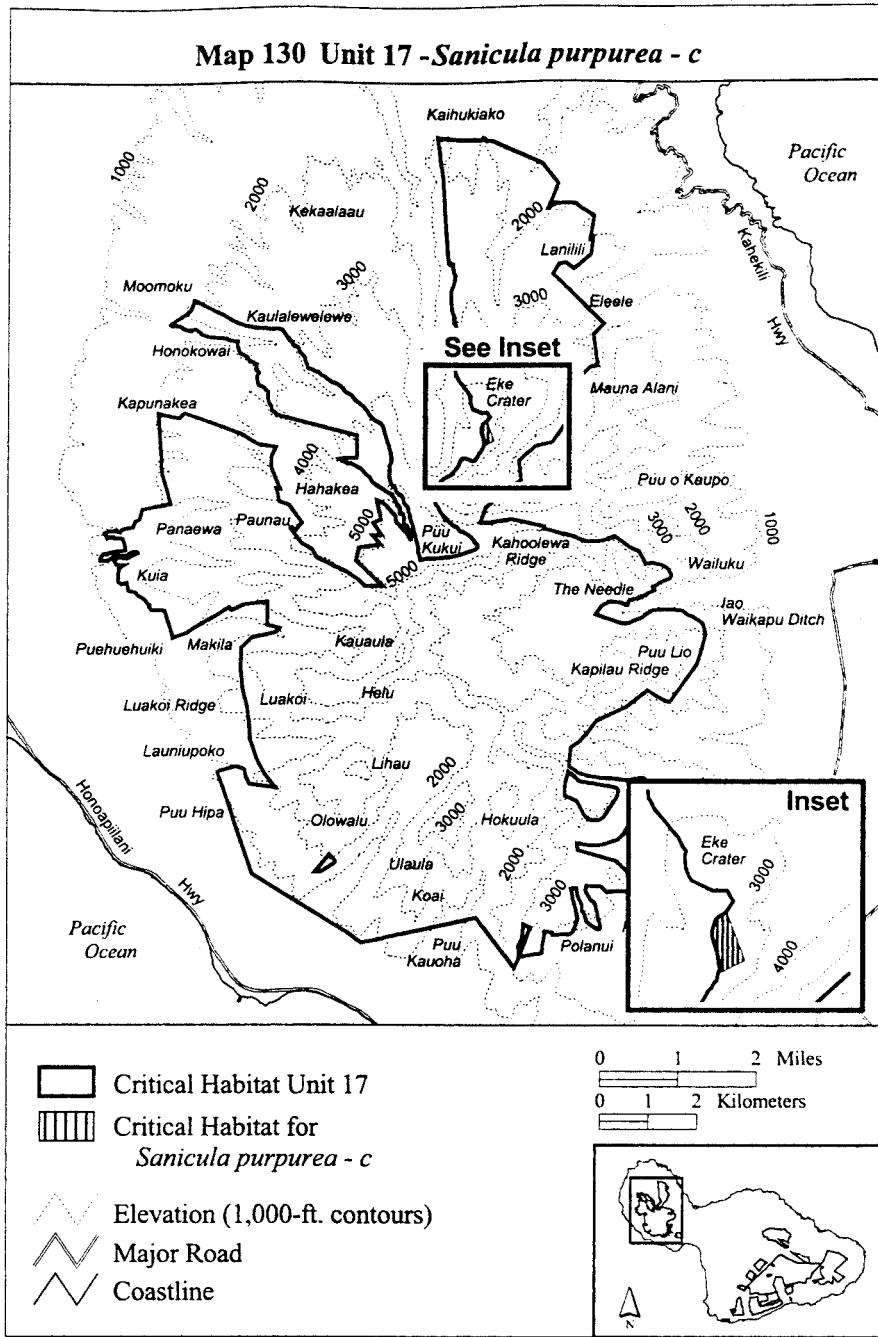 Map 130 Unit 17 - Sanicula purpurea - c
Kaihukiako
Pacific
Ocean
1000
2000
Kekaalaau
2000
Lanilili
Kahekili
Hwy
3000
Moomoku
Kaulalewelewe
3000
Eleele
Honokowai
See Inset
Eke
Crater
Mauna Alani
Kapunakea
4000
Hahakea
Puu o Kaupo
Panaewa
Paunau
5000
Puu
Kukui
Kahoolewa
Ridge
3000
2000
1000
Wailuku
Kuia
5000
The Needle
Iao
Waikapu Ditch
Puehuehuiki
Makila
Kauaula
Puu Lio
Kapilau Ridge
Luakoi Ridge
Luakoi
Helu
Launiupoko
Lihau
2000
Honoapiilani
Hwy
Puu Hipa
Olowalu
3000
Hokuula
Inset
Eke
Crater
3000
Ulaula
2000
Koai
3000
4000
Pacific
Ocean
Puu
Kauoha
Polanui
Critical Habitat Unit 17
Critical Habitat for
Sanicula purpurea - c
Elevation (1,000-ft. contours)
Major Road
Coastline
0 1 2 Miles
0 1 2 Kilometers
N